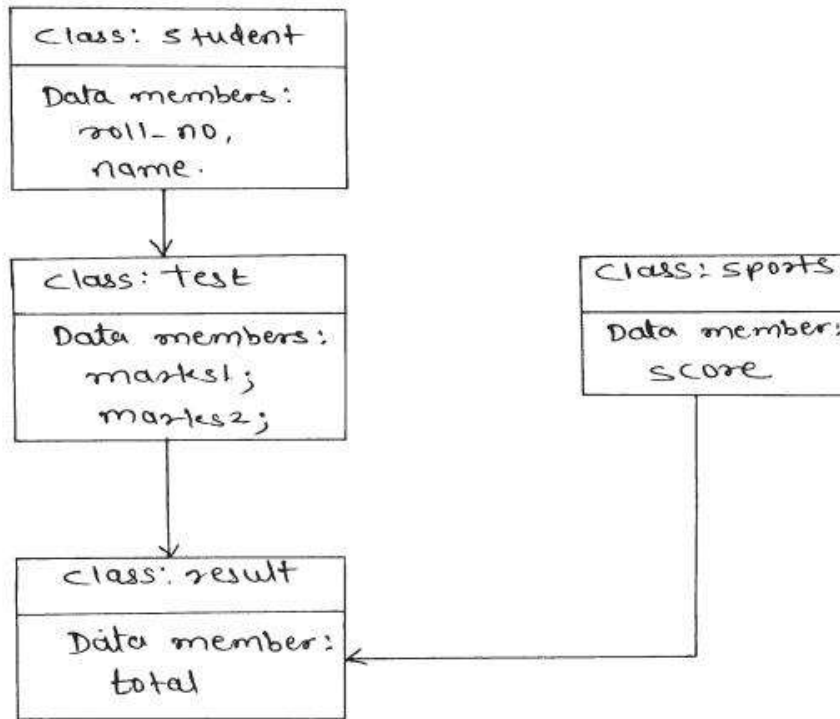 Class: student
Data members:
roll_no,
name.
Class: Test
Data members:
marks1;
marks2;
Class: sports
Data member:
score
Class: result
Data member:
total